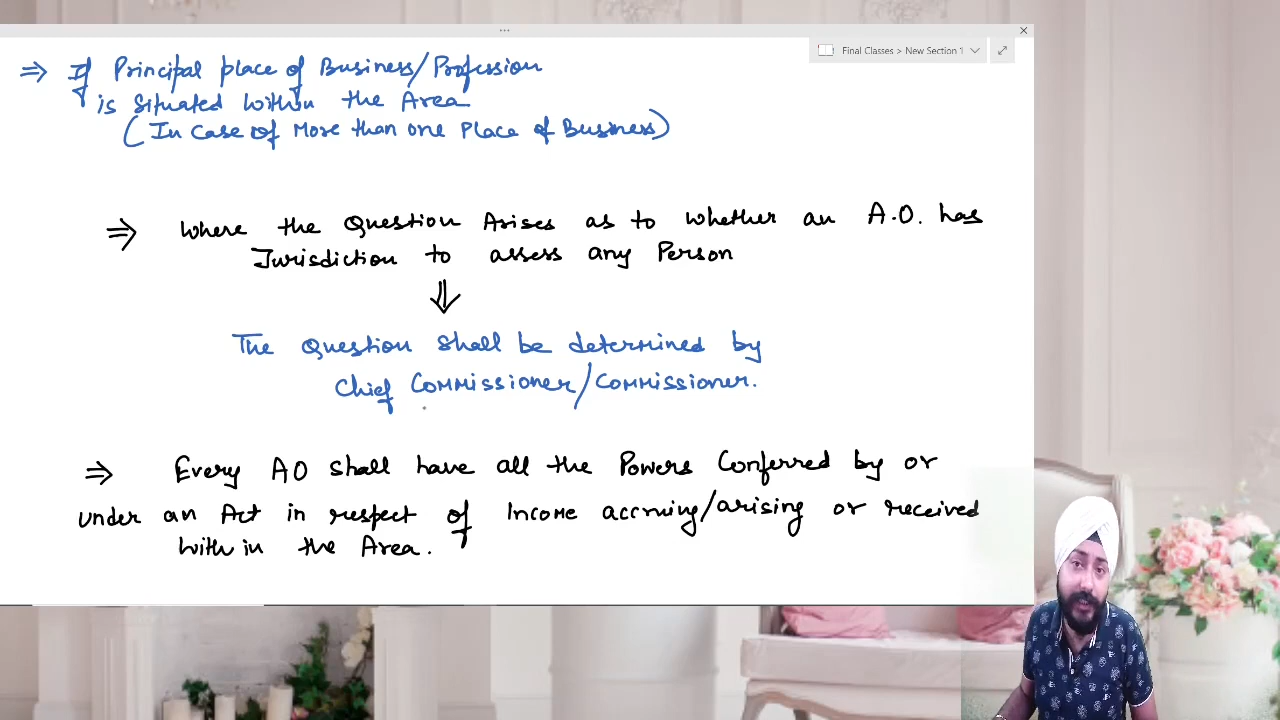 Final Classes > New Section 1
⇒ If Principal place of Business/Profession
is situated within the Area
(In Case of More than one Place of Business)
⇒ Where the Question Arises as to whether an A.O. has
Jurisdiction to assess any Person
⇓
The Question shall be determined by
Chief Commissioner/Commissioner.
⇒ Every AO shall have all the Powers Conferred by or
under an Act in respect of Income accruing/arising or received
within the Area.